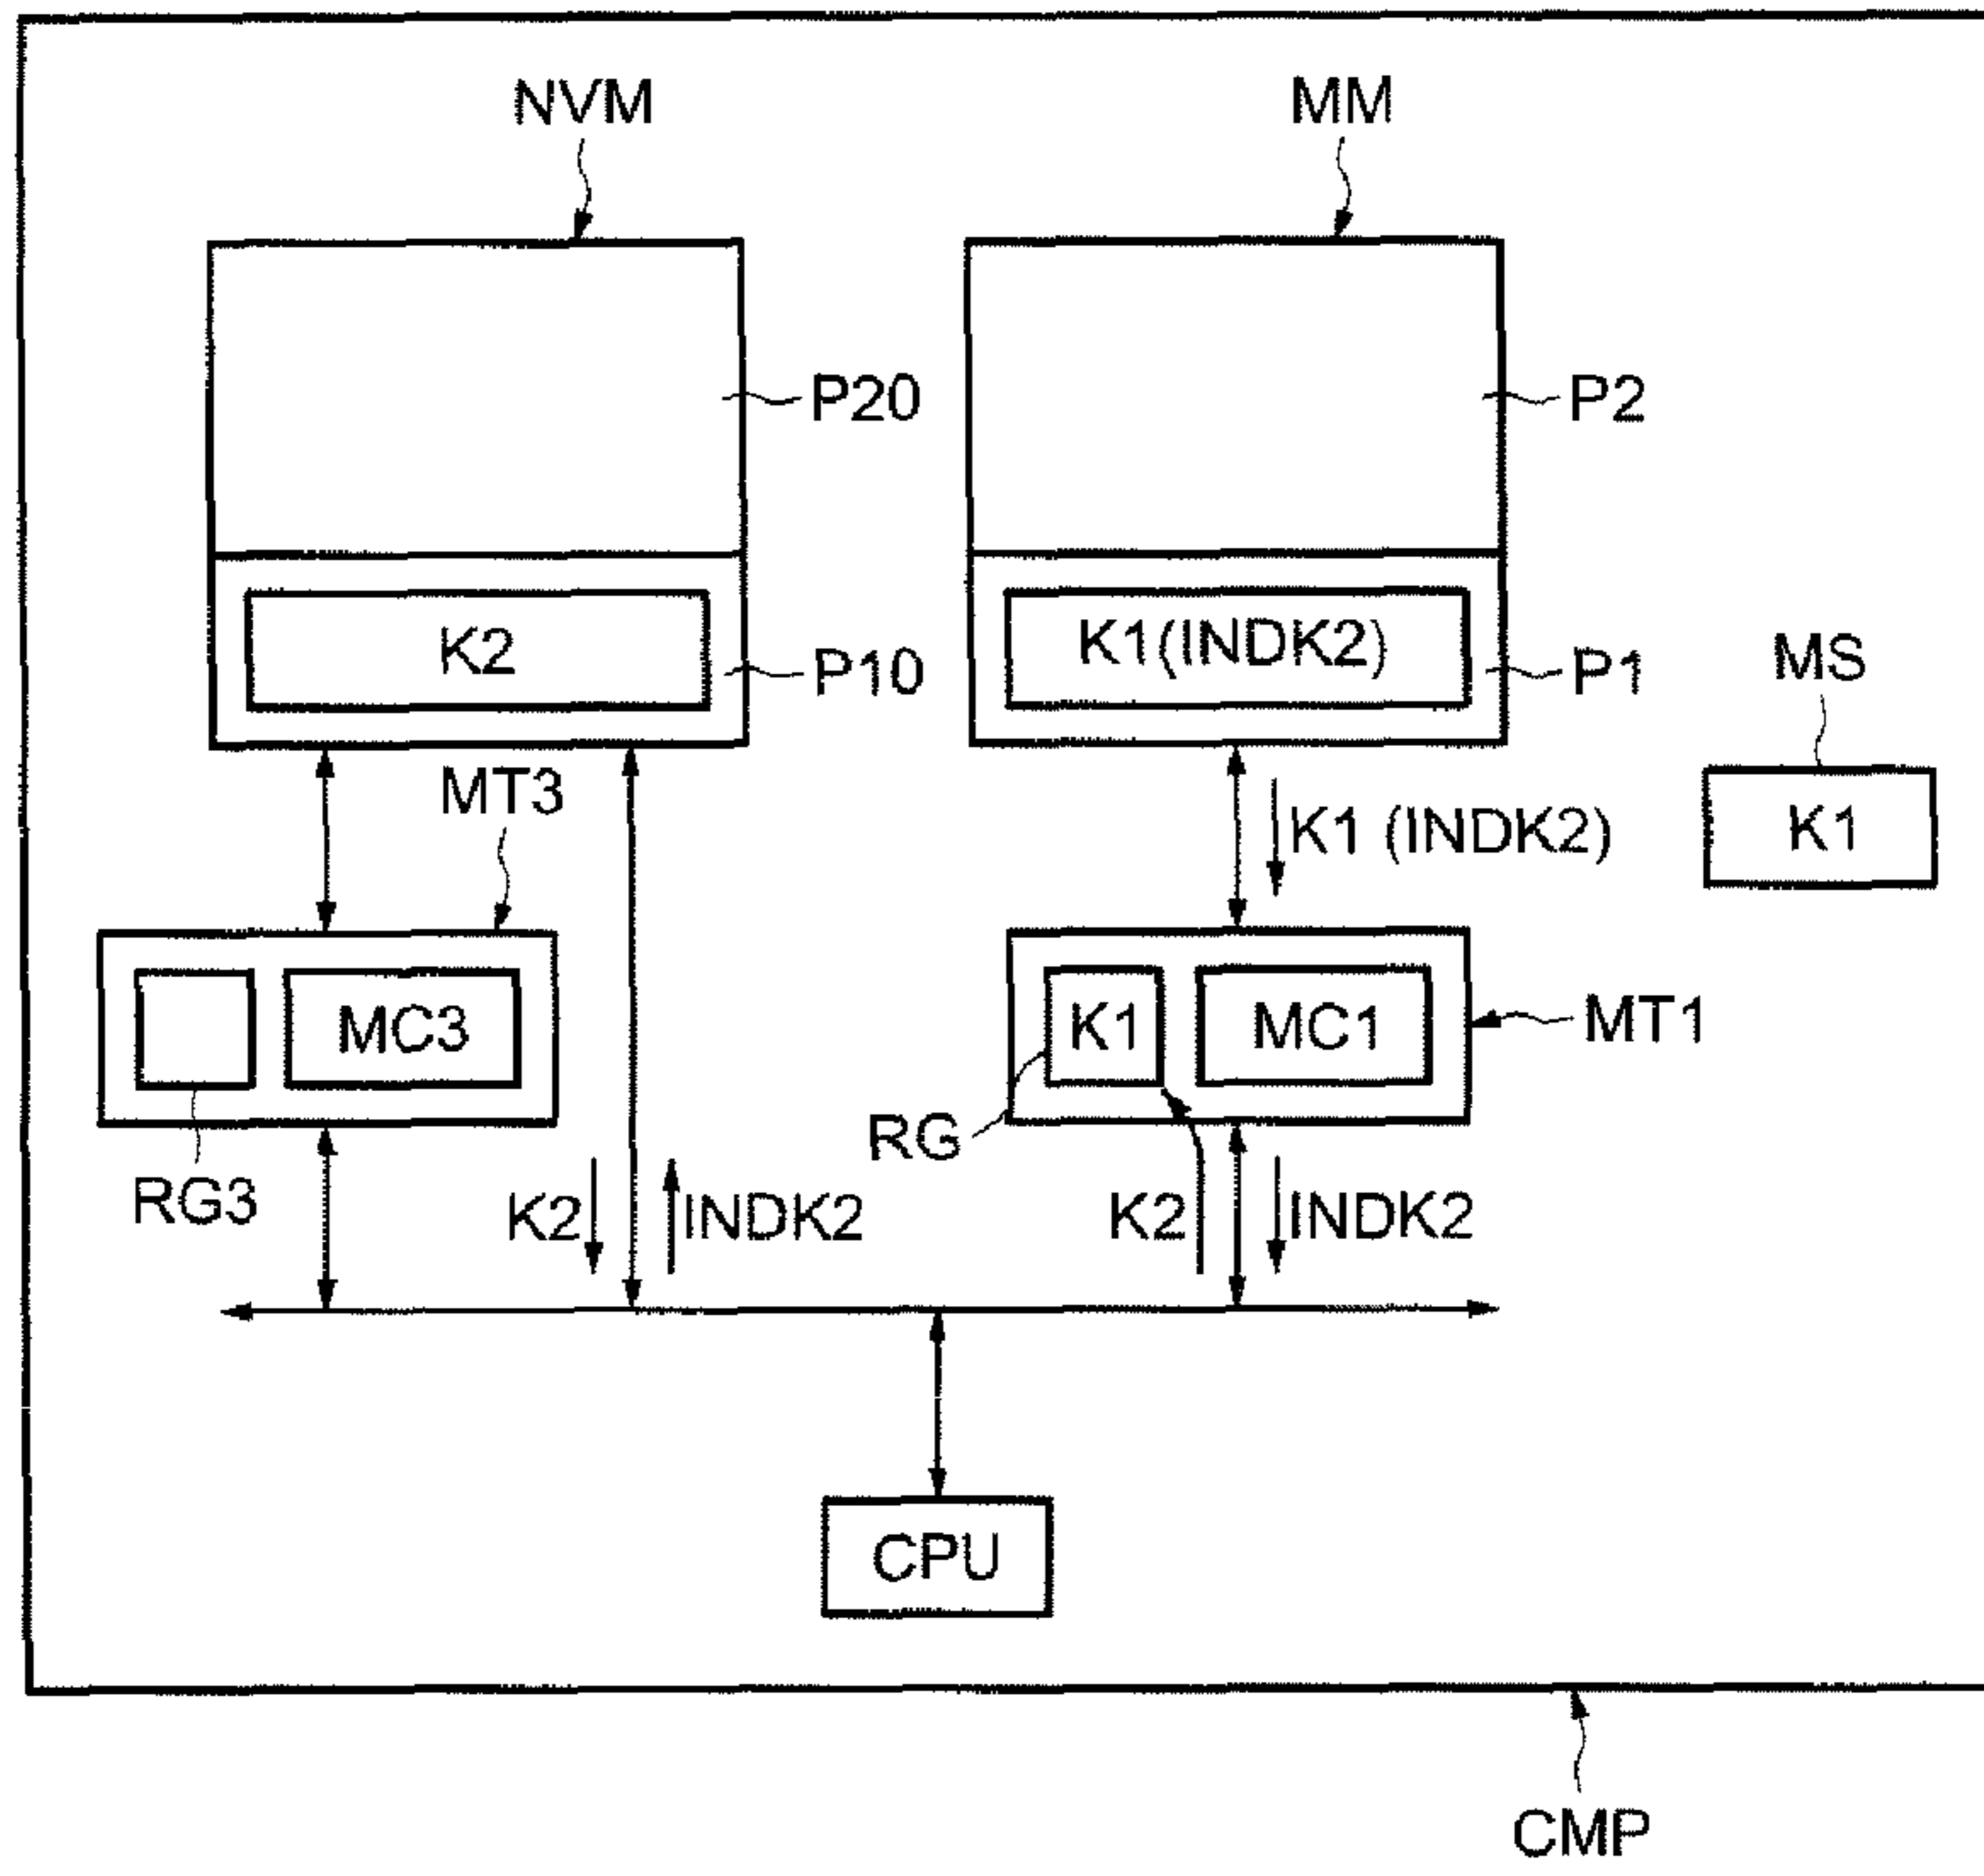 NVM
MM
P20
P2
K2
K1(INDK2)
P10
P1
MS
MT3
K1 (INDK2)
K1
MC3
K1
MC1
MT1
RG
RG3
K2
INDK2
K2
INDK2
CPU
CMP